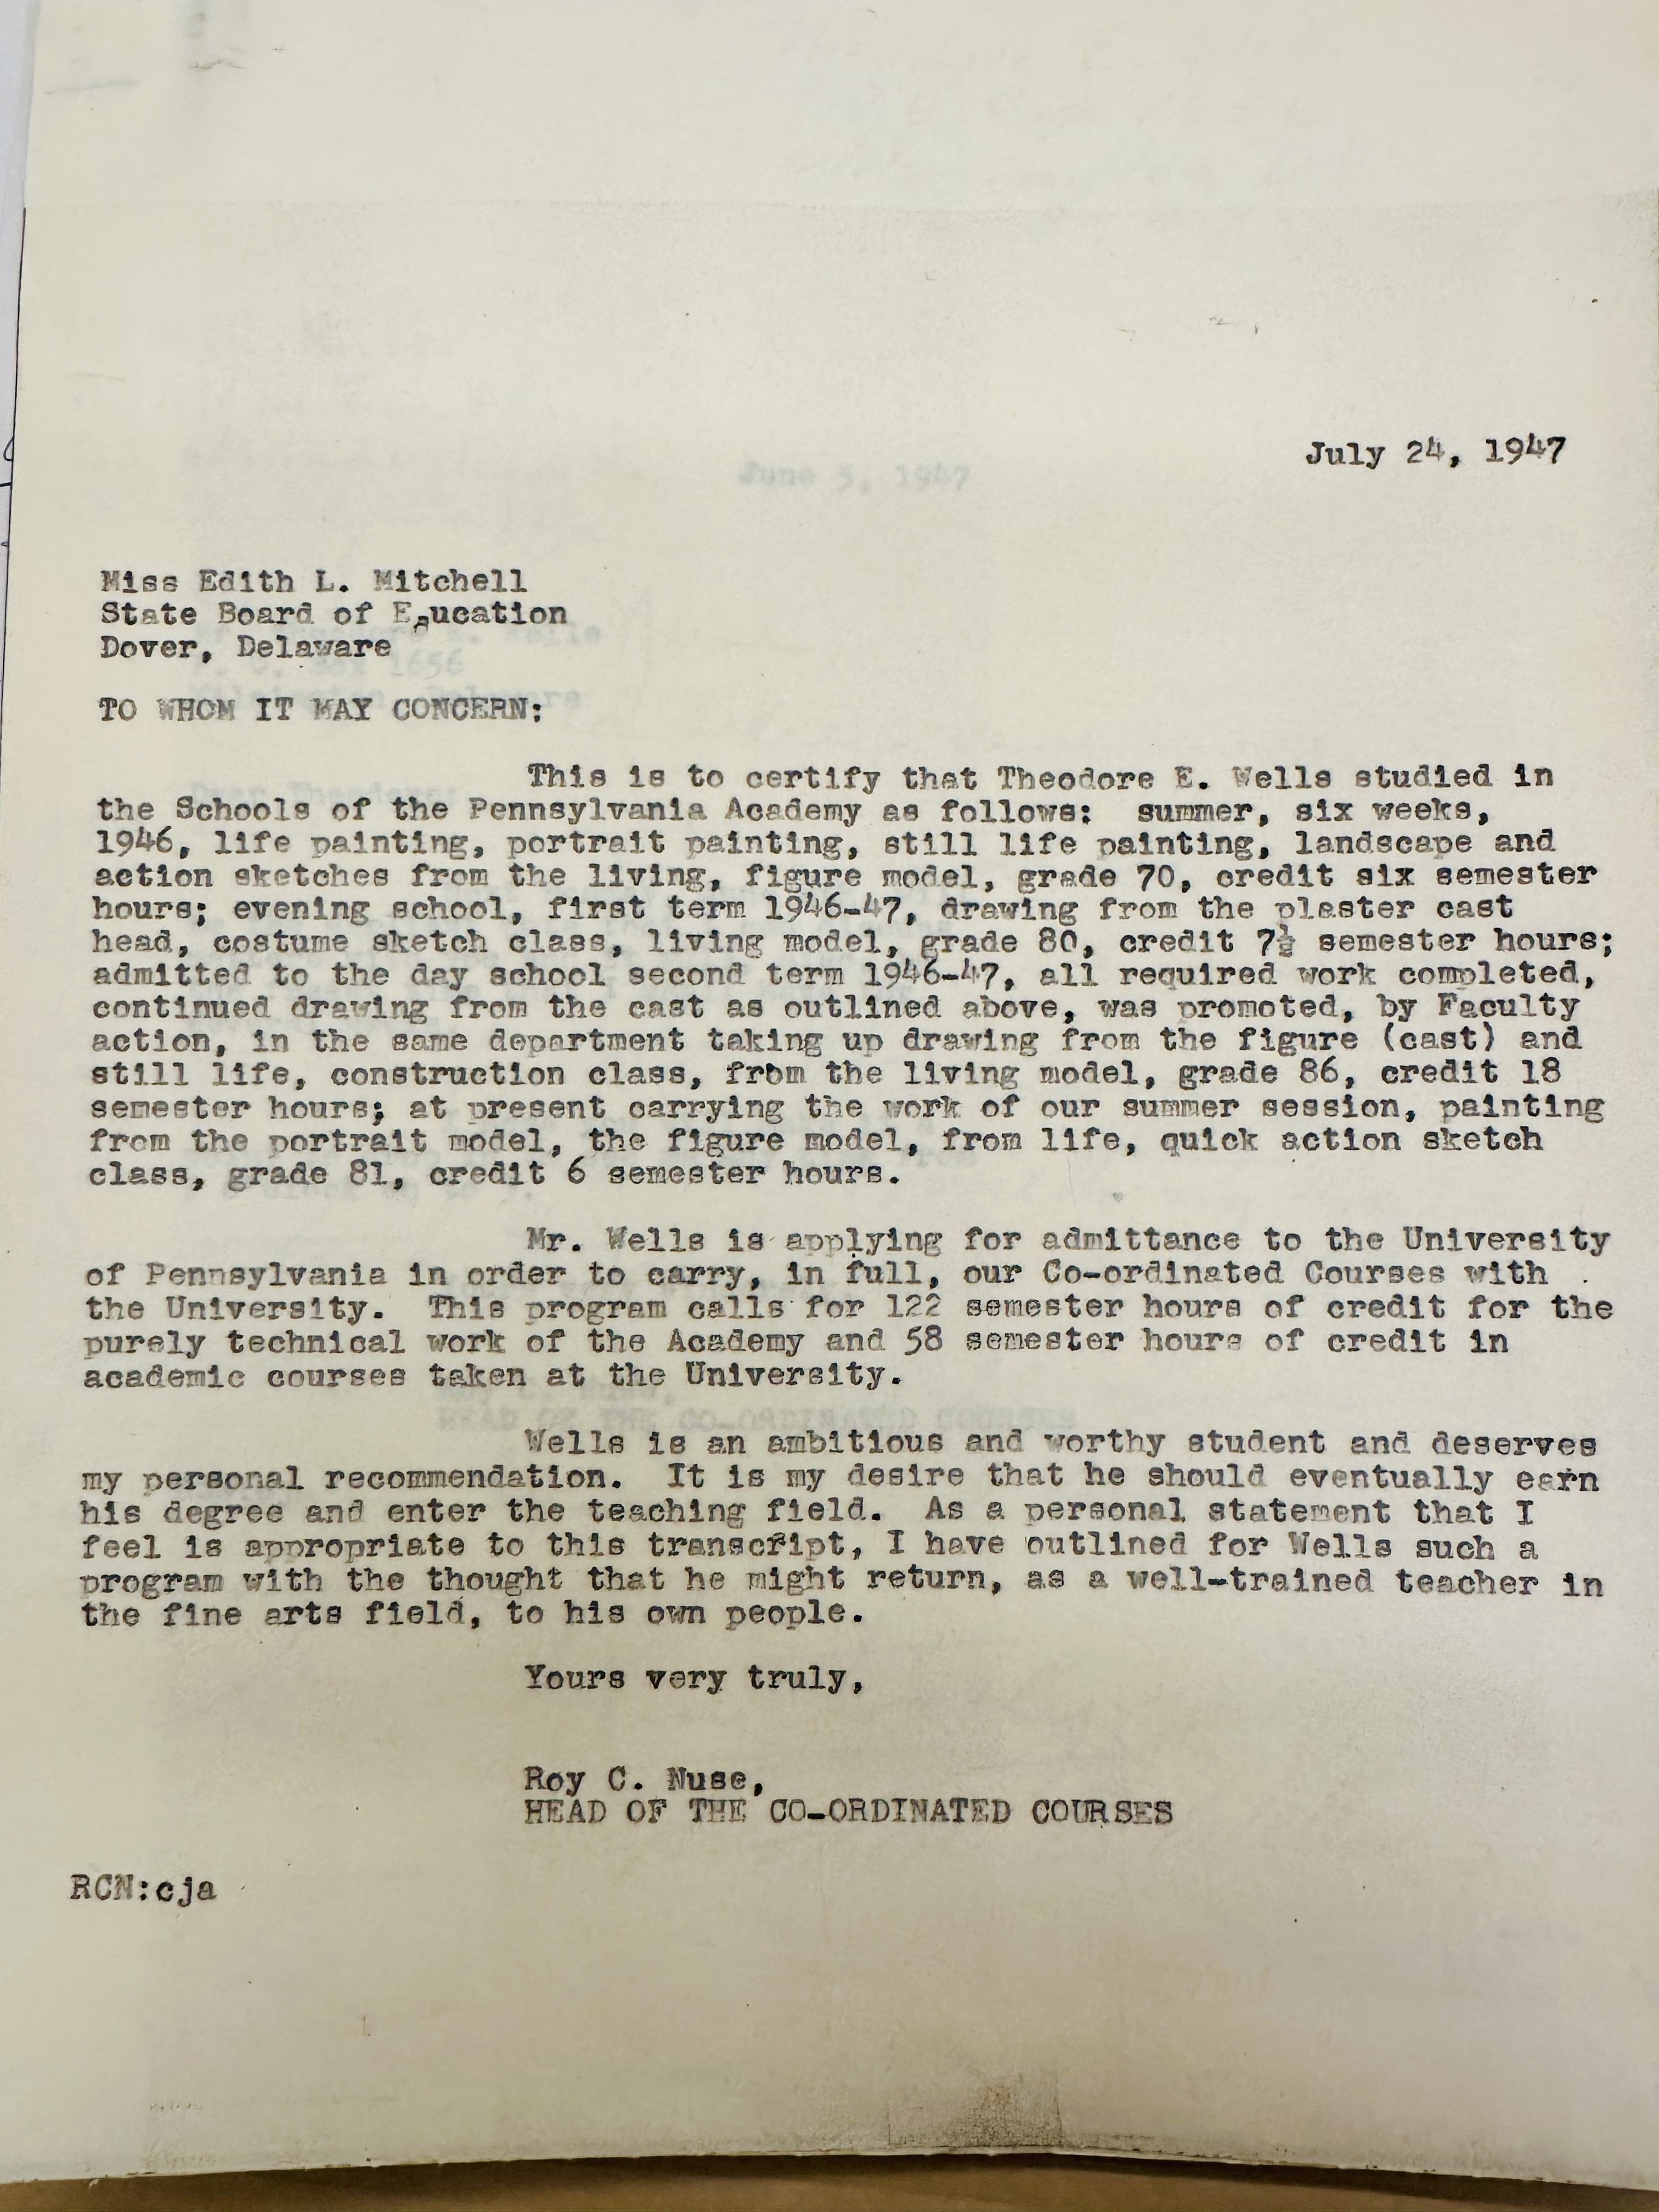 July 24, 1947
June 5, 1947
Miss Edith L. Mitchell
State Board of Education
Dover, Delaware
1656
TO WHOM IT MAY CONCERN:
This is to certify that Theodore E. Wells studied in
the Schools of the Pennsylvania Academy as follows: summer, six weeks,
1946, life painting, portrait painting, still life painting, landscape and
action sketches from the living, figure model, grade 70, credit six semester
hours; evening school, first term 1946-47, drawing from the plaster cast
head, costume sketch class, living model, grade 80, credit 7½ semester hours;
admitted to the day school second term 1946-47, all required work completed,
continued drawing from the cast as outlined above, was promoted, by Faculty
action, in the same department taking up drawing from the figure (cast) and
still life, construction class, from the living model, grade 86, credit 18
semester hours; at present carrying the work of our summer session, painting
from the portrait model, the figure model, from life, quick action sketch
class, grade 81, credit 6 semester hours.
Mr. Wells is applying for admittance to the University
of Pennsylvania in order to carry, in full, our Co-ordinated Courses with
the University. This program calls for 122 semester hours of credit for the
purely technical work of the Academy and 58 semester hours of credit in
academic courses taken at the University.
HEAD OF THE CO-ORDINATED COURSES
Wells is an ambitious and worthy student and deserves
my personal recommendation. It is my desire that he should eventually earn
his degree and enter the teaching field. As a personal statement that I
feel is appropriate to this transcript, I have outlined for Wells such a
program with the thought that he might return, as a well-trained teacher in
the fine arts field, to his own people.
Yours very truly,
Roy C. Nuse,
HEAD OF THE CO-ORDINATED COURSES
RCN:cja